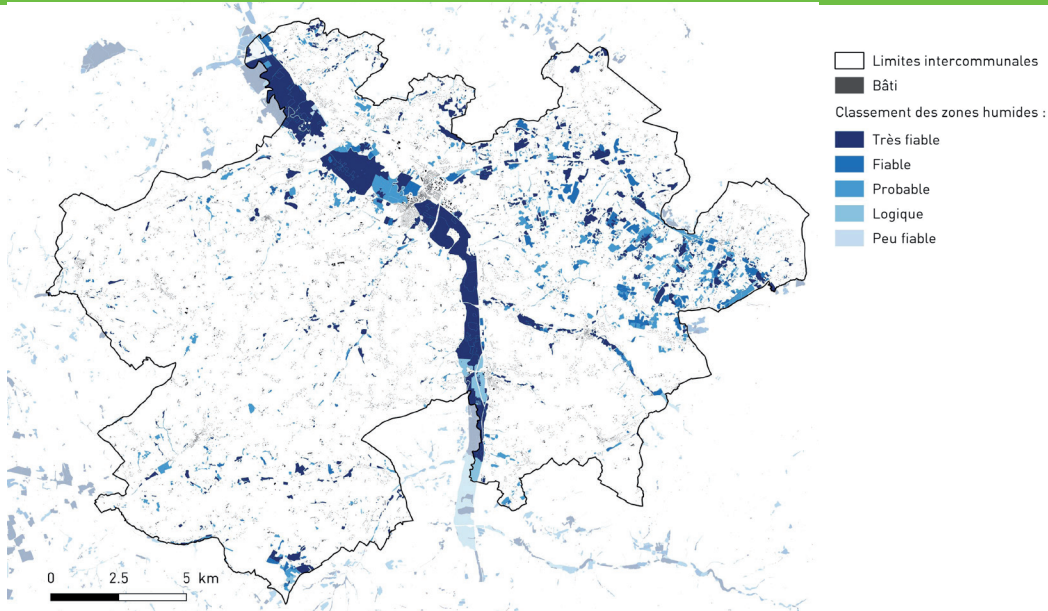 Limites intercommunales
Bâti
Classement des zones humides :
Très fiable
Fiable
Probable
Logique
Peu fiable
0 2.5 5 km